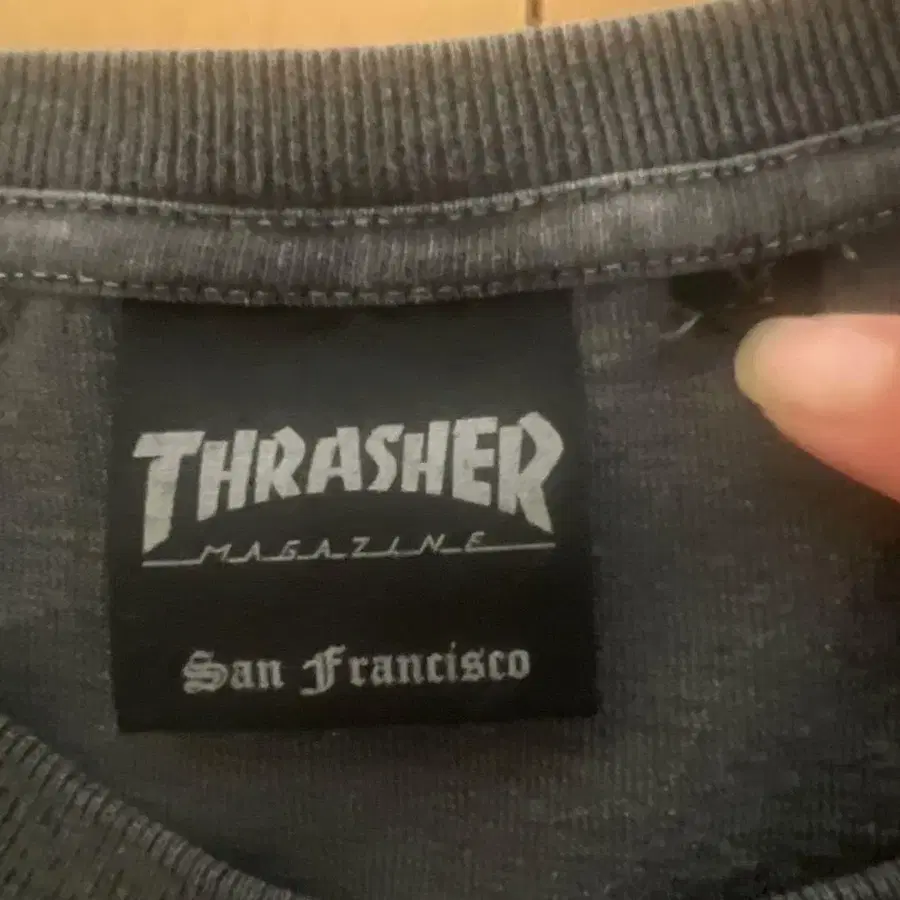 THRASHER
MAGAZINE
San Francisco